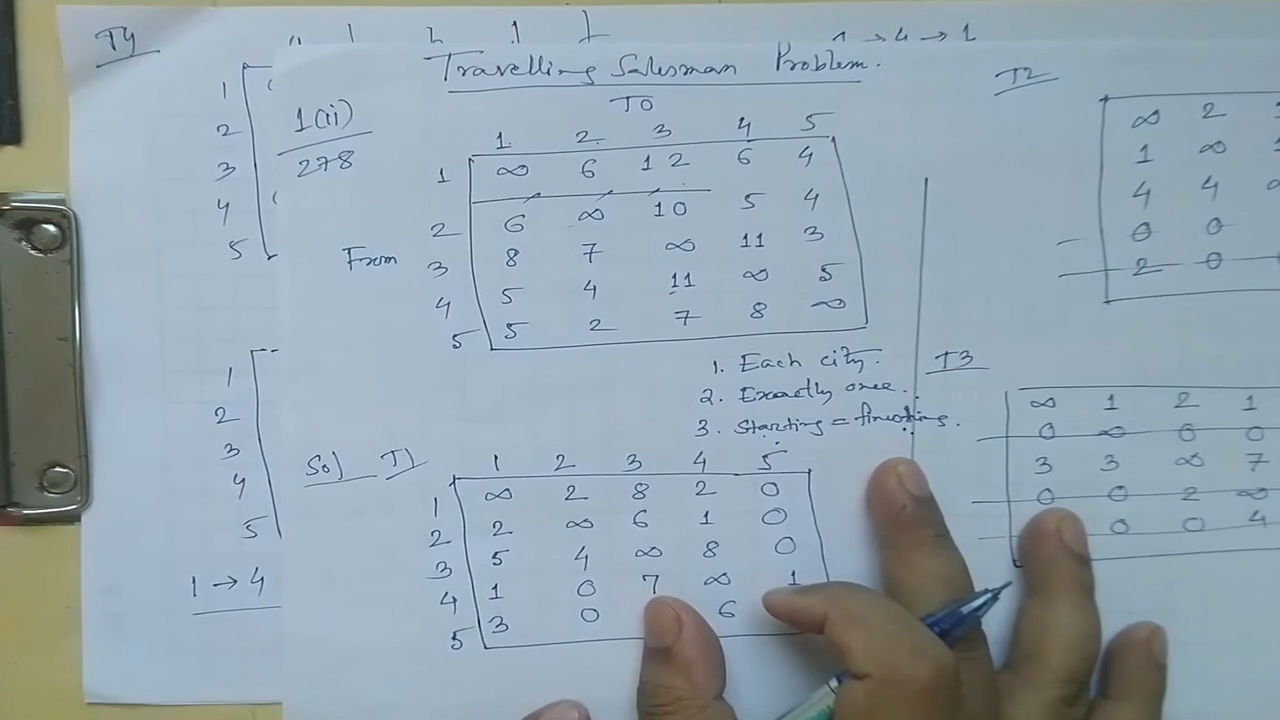 T4
1 → 4 → 1
Travelling Salesman Problem.
T0
1(ii)
278
1 2 3 4 5
1 ∞ 6 12 6 4
2 6 ∞ 10 5 4
From
3 8 7 ∞ 11 3
4 5 4 11 ∞ 5
5 5 2 7 8 ∞
1. Each city.
2. Exactly once.
3. Starting = finishing.
Sol T1
1 2 3 4 5
1 ∞ 2 8 2 0
2 2 ∞ 6 1 0
3 5 4 ∞ 8 0
4 1 0 7 ∞ 1
5 3 0 6
1
2
3
4
5
1
2
3
4
5
1 → 4
T2
∞ 2
1 ∞
4 4
0 0
2 0
T3
∞ 1 2 1
0 ∞ 0 0
3 3 ∞ 7
0 0 2 ∞
0 0 4